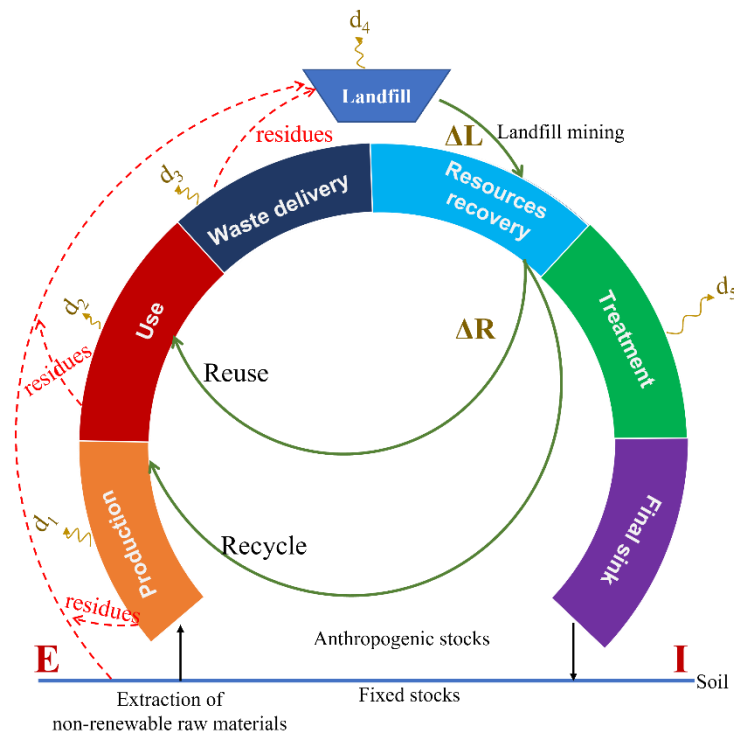 d4
Landfill
residues
ΔL
Landfill mining
d3
Waste delivery
Resources
recovery
d2
Use
residues
ΔR
Reuse
Treatment
d5
d1
Production
Recycle
Final sink
residues
E
Anthropogenic stocks
I
Soil
Extraction of
non-renewable raw materials
Fixed stocks